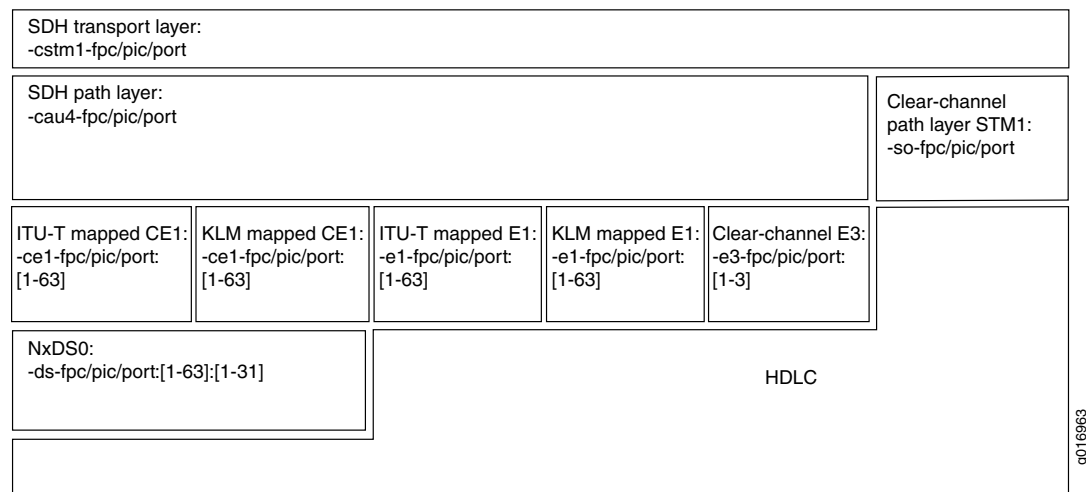 SDH transport layer:
-cstm1-fpc/pic/port
SDH path layer:
-cau4-fpc/pic/port
Clear-channel
path layer STM1:
-so-fpc/pic/port
ITU-T mapped CE1:
-ce1-fpc/pic/port:
[1-63]
KLM mapped CE1:
-ce1-fpc/pic/port:
[1-63]
ITU-T mapped E1:
-e1-fpc/pic/port:
[1-63]
KLM mapped E1:
-e1-fpc/pic/port:
[1-63]
Clear-channel E3:
-e3-fpc/pic/port:
[1-3]
NxDS0:
-ds-fpc/pic/port:[1-63]:[1-31]
HDLC
g016963